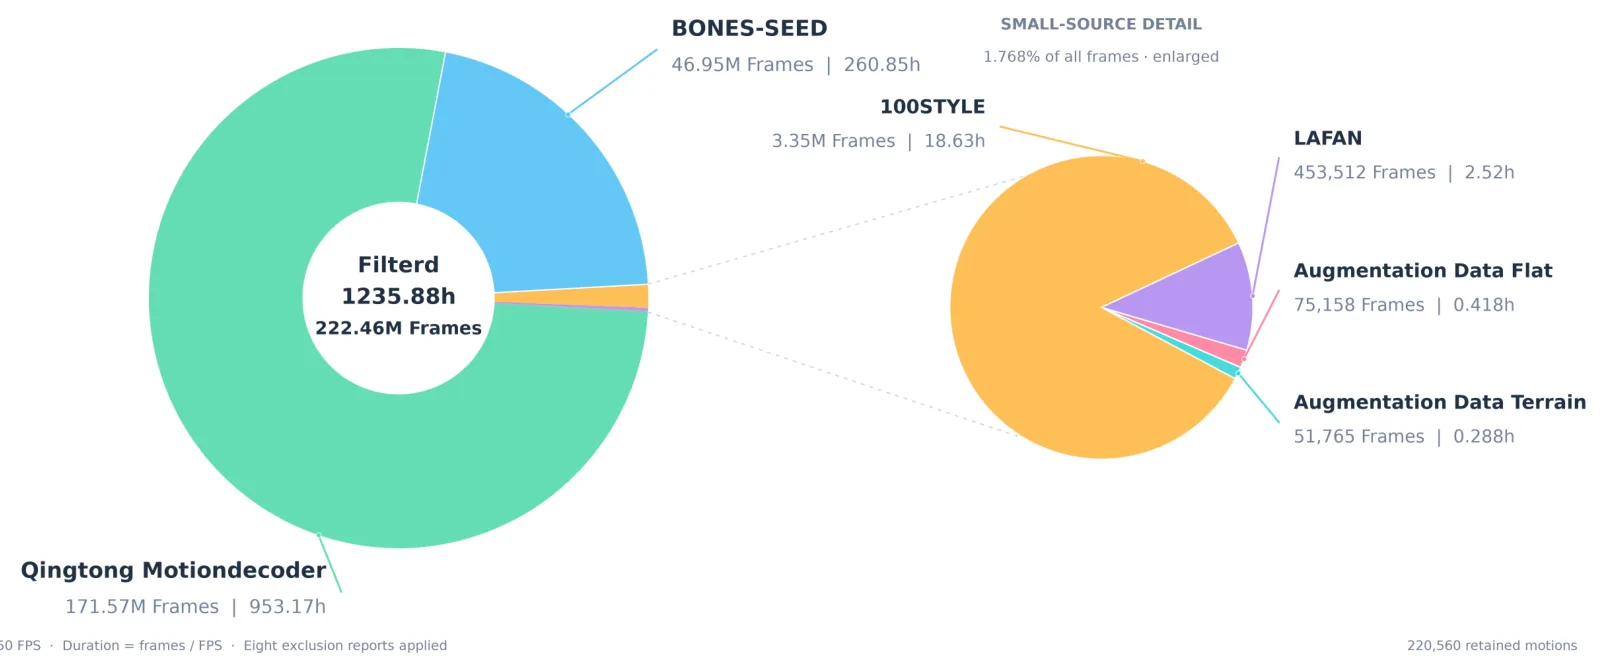 BONES-SEED
46.95M Frames | 260.85h
SMALL-SOURCE DETAIL
1.768% of all frames · enlarged
100STYLE
3.35M Frames | 18.63h
LAFAN
453,512 Frames | 2.52h
Filterd
1235.88h
222.46M Frames
Augmentation Data Flat
75,158 Frames | 0.418h
Augmentation Data Terrain
51,765 Frames | 0.288h
Qingtong Motiondecoder
171.57M Frames | 953.17h
50 FPS · Duration = frames / FPS · Eight exclusion reports applied
220,560 retained motions